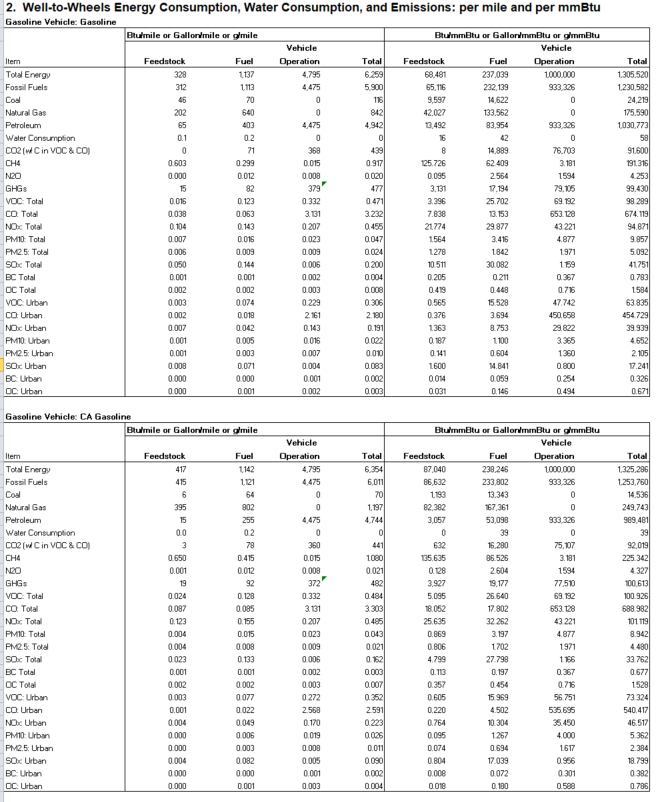 2. Well-to-Wheels Energy Consumption, Water Consumption, and Emissions: per mile and per mmBtu
Gasoline Vehicle: Gasoline
Btu/mile or Gallon/mile or g/mile Btu/mmBtu or Gallon/mmBtu or g/mmBtu
Vehicle Vehicle
Item Feedstock Fuel Operation Total Feedstock Fuel Operation Total
Total Energy 328 1,137 4,795 6,259 68,481 237,039 1,000,000 1,305,520
Fossil Fuels 312 1,113 4,475 5,900 65,116 232,139 933,326 1,230,582
Coal 46 70 0 116 9,597 14,622 0 24,219
Natural Gas 202 640 0 842 42,027 133,562 0 175,590
Petroleum 65 403 4,475 4,942 13,492 83,954 933,326 1,030,773
Water Consumption 0.1 0.2 0 0 16 42 0 58
CO2 (w/ C in VOC & CO) 0 71 368 439 8 14,889 76,703 91,600
CH4 0.603 0.299 0.015 0.917 125.726 62.409 3.181 191.316
N2O 0.000 0.012 0.008 0.020 0.095 2.564 1.594 4.253
GHGs 15 82 379 477 3,131 17,194 79,105 99,430
VOC: Total 0.016 0.123 0.332 0.471 3.396 25.702 69.192 98.289
CO: Total 0.038 0.063 3.131 3.232 7.838 13.153 653.128 674.119
NOx: Total 0.104 0.143 0.207 0.455 21.774 29.877 43.221 94.871
PM10: Total 0.007 0.016 0.023 0.047 1.564 3.416 4.877 9.857
PM2.5: Total 0.006 0.009 0.009 0.024 1.278 1.842 1.971 5.092
SOx: Total 0.050 0.144 0.006 0.200 10.511 30.082 1.159 41.751
BC Total 0.001 0.001 0.002 0.004 0.205 0.211 0.367 0.783
OC Total 0.002 0.002 0.003 0.008 0.419 0.448 0.716 1.584
VOC: Urban 0.003 0.074 0.229 0.306 0.565 15.528 47.742 63.835
CO: Urban 0.002 0.018 2.161 2.180 0.376 3.694 450.658 454.729
NOx: Urban 0.007 0.042 0.143 0.191 1.363 8.753 29.822 39.939
PM10: Urban 0.001 0.005 0.016 0.022 0.187 1.100 3.365 4.652
PM2.5: Urban 0.001 0.003 0.007 0.010 0.141 0.604 1.360 2.105
SOx: Urban 0.008 0.071 0.004 0.083 1.600 14.841 0.800 17.241
BC: Urban 0.000 0.000 0.001 0.002 0.014 0.059 0.254 0.326
OC: Urban 0.000 0.001 0.002 0.003 0.031 0.146 0.494 0.671
Gasoline Vehicle: CA Gasoline
Btu/mile or Gallon/mile or g/mile Btu/mmBtu or Gallon/mmBtu or g/mmBtu
Vehicle Vehicle
Item Feedstock Fuel Operation Total Feedstock Fuel Operation Total
Total Energy 417 1,142 4,795 6,354 87,040 238,246 1,000,000 1,325,286
Fossil Fuels 415 1,121 4,475 6,011 86,632 233,802 933,326 1,253,760
Coal 6 64 0 70 1,193 13,343 0 14,536
Natural Gas 395 802 0 1,197 82,382 167,361 0 249,743
Petroleum 15 255 4,475 4,744 3,057 53,098 933,326 989,481
Water Consumption 0.0 0.2 0 0 0 39 0 39
CO2 (w/ C in VOC & CO) 3 78 360 441 632 16,280 75,107 92,019
CH4 0.650 0.415 0.015 1.080 135.635 86.526 3.181 225.342
N2O 0.001 0.012 0.008 0.021 0.128 2.604 1.594 4.327
GHGs 19 92 372 482 3,927 19,177 77,510 100,613
VOC: Total 0.024 0.128 0.332 0.484 5.095 26.640 69.192 100.926
CO: Total 0.087 0.085 3.131 3.303 18.052 17.802 653.128 688.982
NOx: Total 0.123 0.155 0.207 0.485 25.635 32.262 43.221 101.119
PM10: Total 0.004 0.015 0.023 0.043 0.869 3.197 4.877 8.942
PM2.5: Total 0.004 0.008 0.009 0.021 0.806 1.702 1.971 4.480
SOx: Total 0.023 0.133 0.006 0.162 4.799 27.798 1.166 33.762
BC Total 0.001 0.001 0.002 0.003 0.113 0.197 0.367 0.677
OC Total 0.002 0.002 0.003 0.007 0.357 0.454 0.716 1.528
VOC: Urban 0.003 0.077 0.272 0.352 0.605 15.969 56.751 73.324
CO: Urban 0.001 0.022 2.568 2.591 0.220 4.502 535.695 540.417
NOx: Urban 0.004 0.049 0.170 0.223 0.764 10.304 35.450 46.517
PM10: Urban 0.000 0.006 0.019 0.026 0.095 1.267 4.000 5.362
PM2.5: Urban 0.000 0.003 0.008 0.011 0.074 0.694 1.617 2.384
SOx: Urban 0.004 0.082 0.005 0.090 0.804 17.039 0.956 18.799
BC: Urban 0.000 0.000 0.001 0.002 0.008 0.072 0.301 0.382
OC: Urban 0.000 0.001 0.003 0.004 0.018 0.180 0.588 0.786